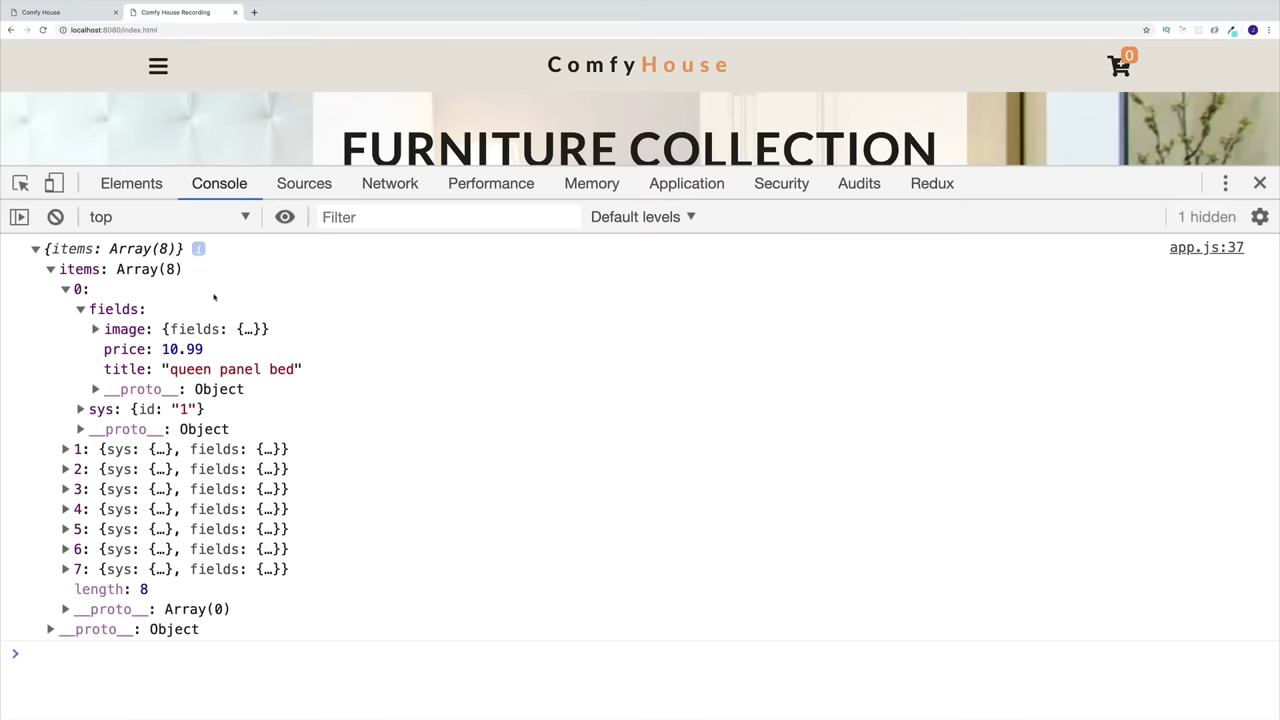 Comfy House
Comfy House Recording
localhost:8080/index.html
IQ
J
ComfyHouse
0
FURNITURE COLLECTION
Elements Console Sources Network Performance Memory Application Security Audits Redux
top Filter Default levels 1 hidden
{items: Array(8)} i app.js:37
items: Array(8)
0:
fields:
image: {fields: {…}}
price: 10.99
title: "queen panel bed"
__proto__: Object
sys: {id: "1"}
__proto__: Object
1: {sys: {…}, fields: {…}}
2: {sys: {…}, fields: {…}}
3: {sys: {…}, fields: {…}}
4: {sys: {…}, fields: {…}}
5: {sys: {…}, fields: {…}}
6: {sys: {…}, fields: {…}}
7: {sys: {…}, fields: {…}}
length: 8
__proto__: Array(0)
__proto__: Object